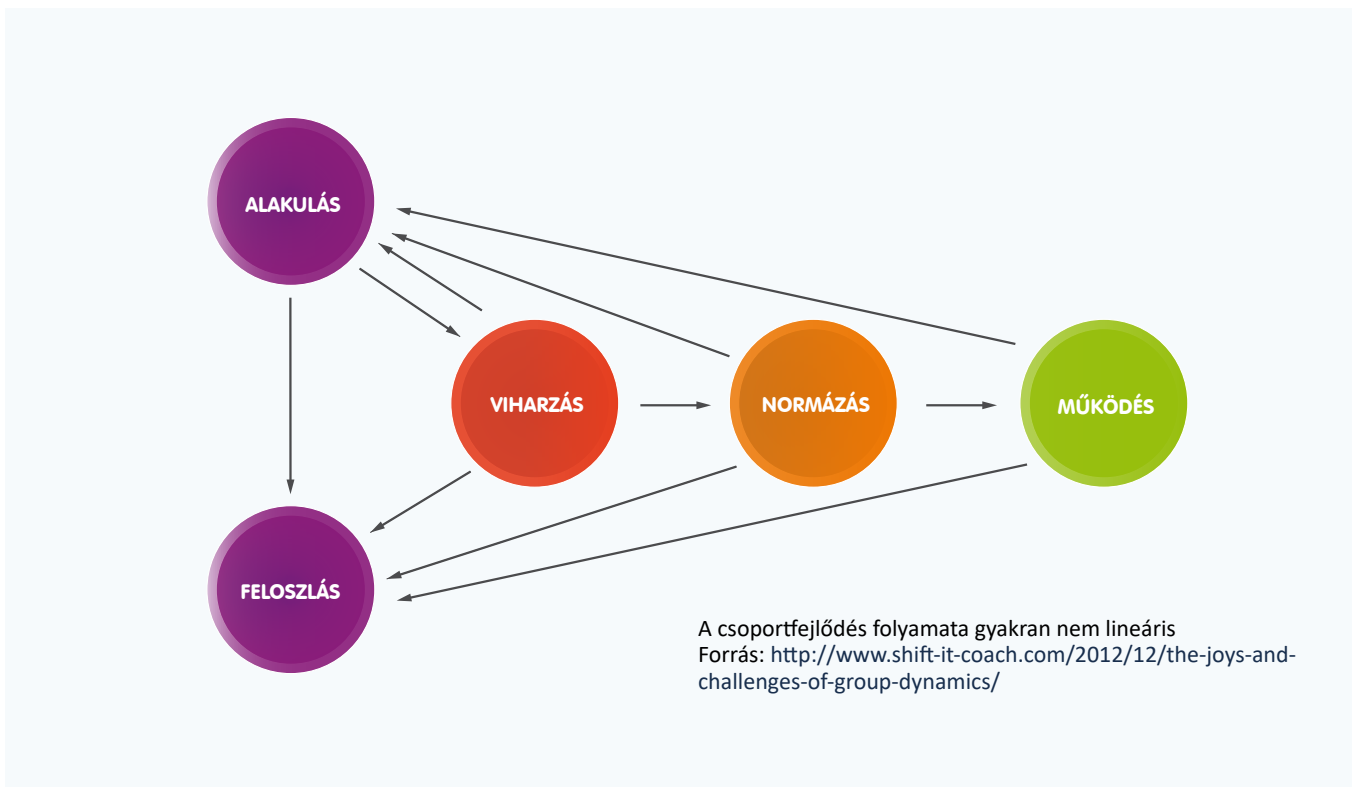 ALAKULÁS
VIHARZÁS
NORMÁZÁS
MŰKÖDÉS
FELOSZLÁS
A csoportfejlődés folyamata gyakran nem lineáris
Forrás: http://www.shift-it-coach.com/2012/12/the-joys-and-
challenges-of-group-dynamics/